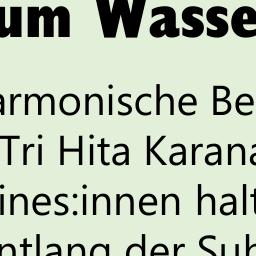 um Wasse
armonische Be
Tri Hita Karana
ines:innen halt
ntlang der Sub